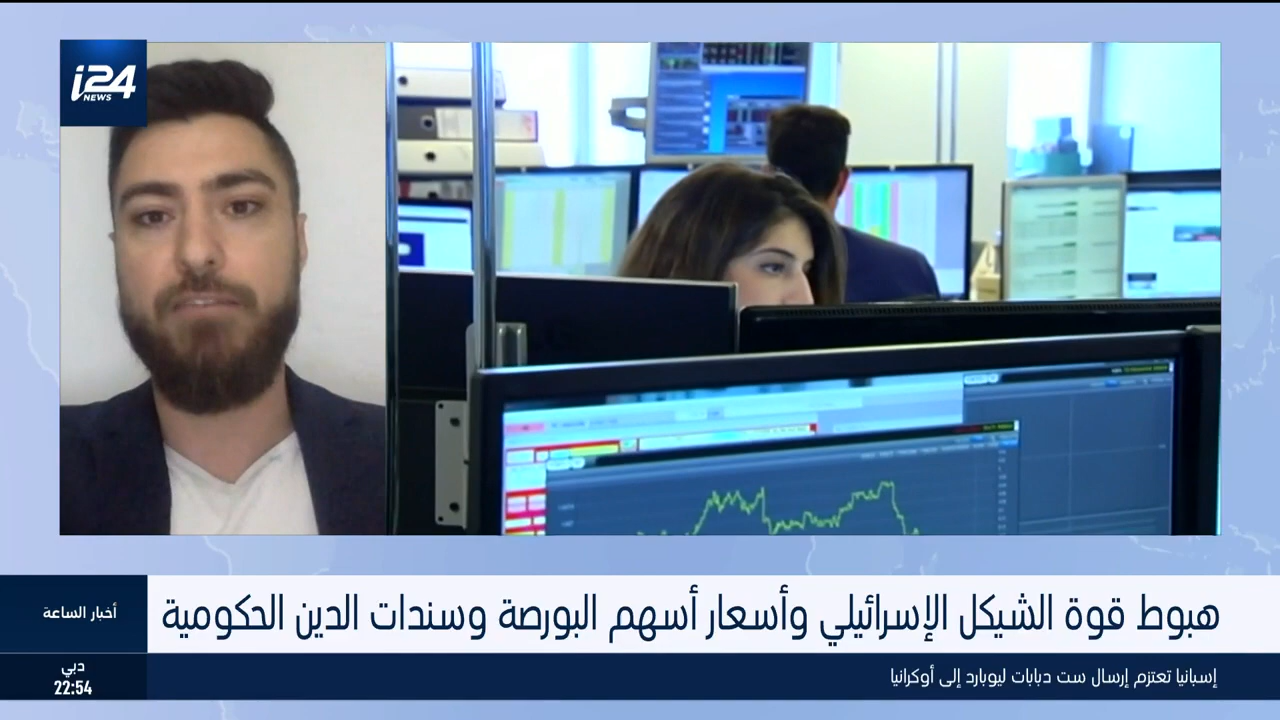 i24
NEWS
هبوط قوة الشيكل الإسرائيلي وأسعار أسهم البورصة وسندات الدين الحكومية
أخبار الساعة
إسبانيا تعتزم إرسال ست دبابات ليوبارد إلى أوكرانيا
دبي
22:54